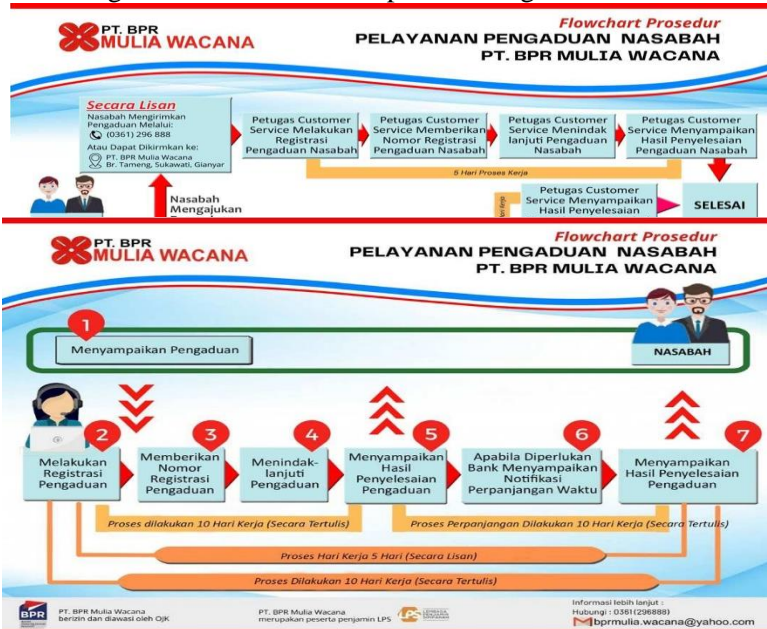 PT. BPR
MULIA WACANA
Flowchart Prosedur
PELAYANAN PENGADUAN NASABAH
PT. BPR MULIA WACANA
Secara Lisan
Nasabah Mengirimkan
Pengaduan Melalui:
(0361) 296 888
Atau Dapat Dikirmkan ke:
PT. BPR Mulia Wacana
Br. Tameng, Sukawati, Gianyar
Petugas Customer
Service Melakukan
Registrasi
Pengaduan Nasabah
Petugas Customer
Service Memberikan
Nomor Registrasi
Pengaduan Nasabah
Petugas Customer
Service Menindak
lanjuti Pengaduan
Nasabah
Petugas Customer
Service Menyampaikan
Hasil Penyelesaian
Pengaduan Nasabah
5 Hari Proses Kerja
Nasabah
Mengajukan
Petugas Customer
Service Menyampaikan
Hasil Penyelesaian
SELESAI
PT. BPR
MULIA WACANA
Flowchart Prosedur
PELAYANAN PENGADUAN NASABAH
PT. BPR MULIA WACANA
1
Menyampaikan Pengaduan
NASABAH
2
Melakukan
Registrasi
Pengaduan
3
Memberikan
Nomor
Registrasi
Pengaduan
4
Menindak-
lanjuti
Pengaduan
5
Menyampaikan
Hasil
Penyelesaian
Pengaduan
6
Apabila Diperlukan
Bank Menyampaikan
Notifikasi
Perpanjangan Waktu
7
Menyampaikan
Hasil Penyelesaian
Pengaduan
Proses dilakukan 10 Hari Kerja (Secara Tertulis)
Proses Perpanjangan Dilakukan 10 Hari Kerja (Secara Tertulis)
Proses Hari Kerja 5 Hari (Secara Lisan)
Proses Dilakukan 10 Hari Kerja (Secara Tertulis)
BPR
PT. BPR Mulia Wacana
berizin dan diawasi oleh OJK
PT. BPR Mulia Wacana
merupakan peserta penjamin LPS
LPS
Informasi lebih lanjut :
Hubungi : 0361(296888)
bprmulia.wacana@yahoo.com